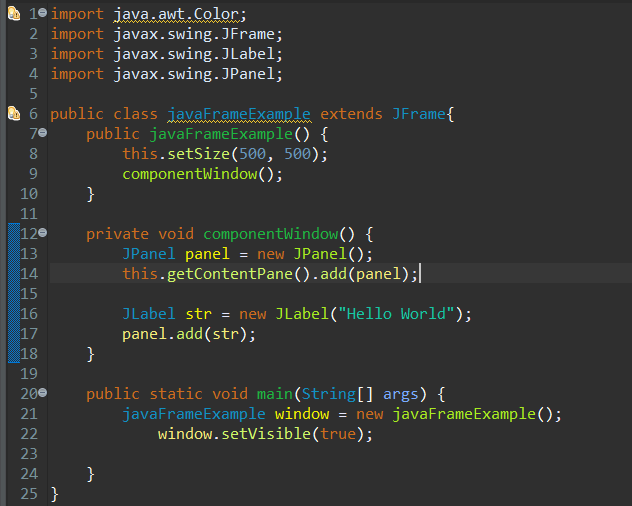 1 import java.awt.Color;
2 import javax.swing.JFrame;
3 import javax.swing.JLabel;
4 import javax.swing.JPanel;
5
6 public class javaFrameExample extends JFrame{
7     public javaFrameExample() {
8         this.setSize(500, 500);
9         componentWindow();
10     }
11
12     private void componentWindow() {
13         JPanel panel = new JPanel();
14         this.getContentPane().add(panel);
15
16         JLabel str = new JLabel("Hello World");
17         panel.add(str);
18     }
19
20     public static void main(String[] args) {
21         javaFrameExample window = new javaFrameExample();
22             window.setVisible(true);
23
24     }
25 }